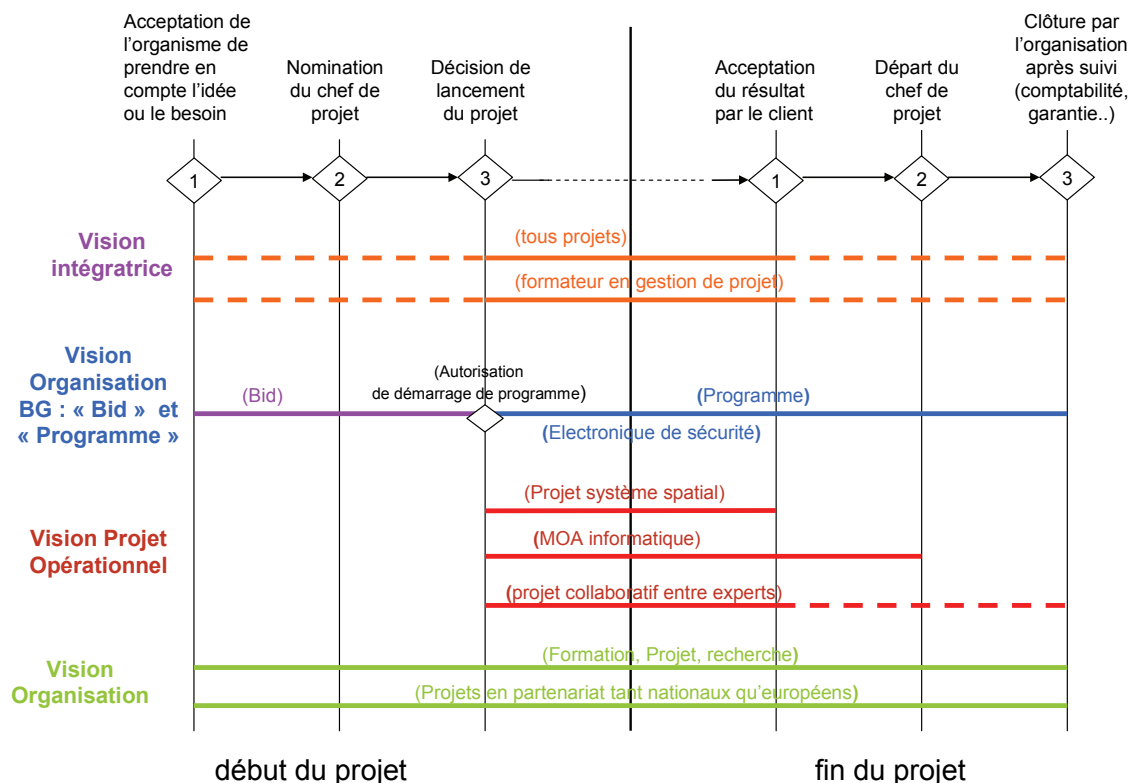 Acceptation de
l'organisme de
prendre en
compte l'idée
ou le besoin
Nomination
du chef de
projet
Décision de
lancement
du projet
Acceptation
du résultat
par le client
Départ du
chef de
projet
Clôture par
l'organisation
après suivi
(comptabilité,
garantie..)
1
2
3
1
2
3
Vision
intégratrice
(tous projets)
(formateur en gestion de projet)
Vision
Organisation
BG : « Bid » et
« Programme »
(Bid)
(Autorisation
de démarrage de programme)
(Programme)
(Electronique de sécurité)
Vision Projet
Opérationnel
(Projet système spatial)
(MOA informatique)
(projet collaboratif entre experts)
Vision
Organisation
(Formation, Projet, recherche)
(Projets en partenariat tant nationaux qu'européens)
début du projet
fin du projet